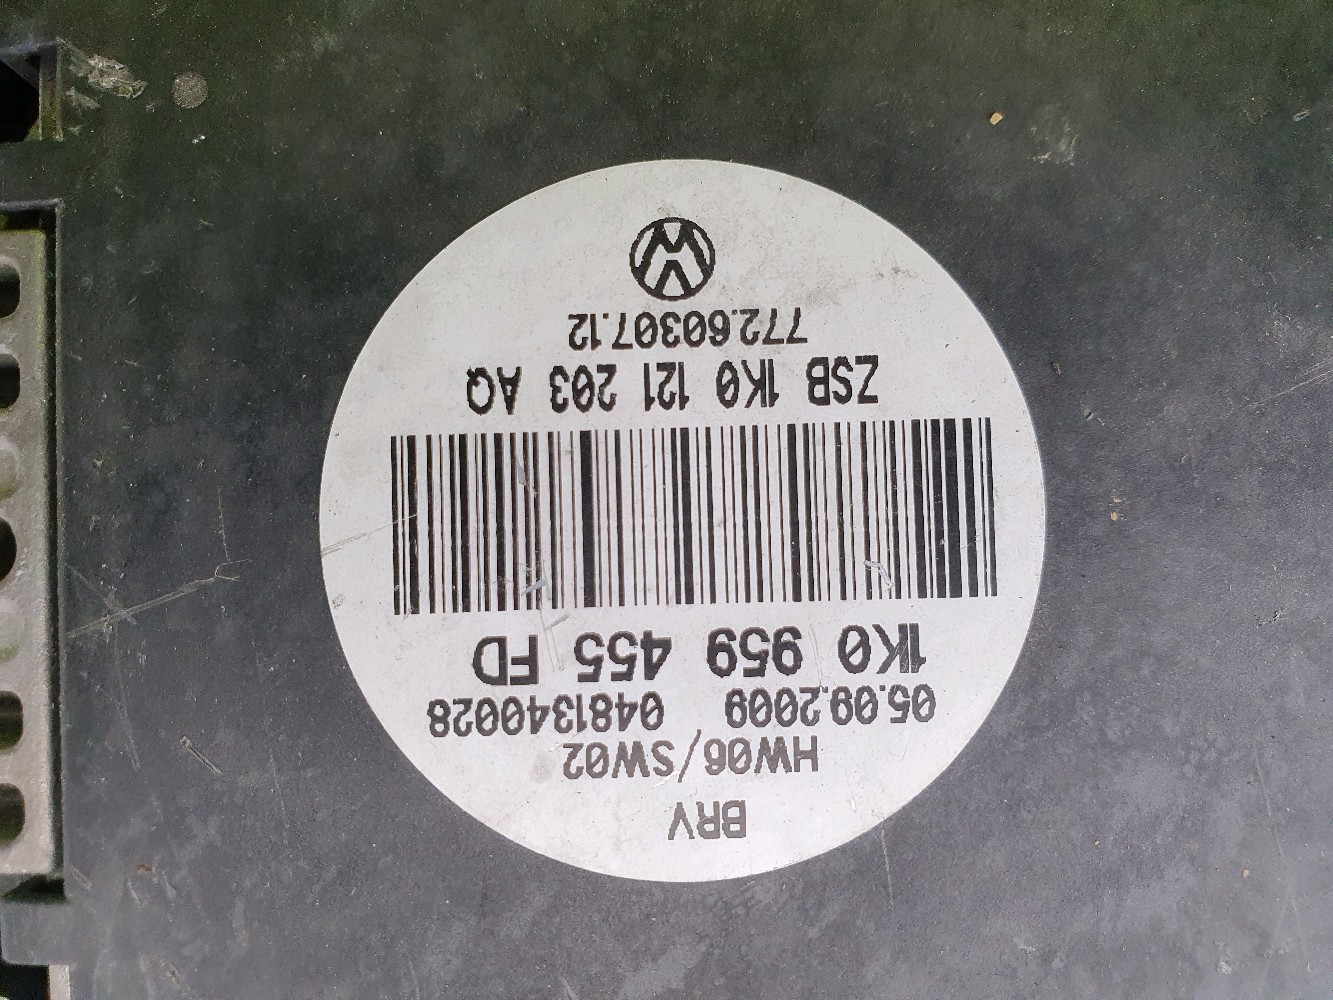 BRV
HW06/SW02
05.09.2009 0481340028
1K0 959 455 FD
ZSB 1K0 121 203 AQ
772.60307.12